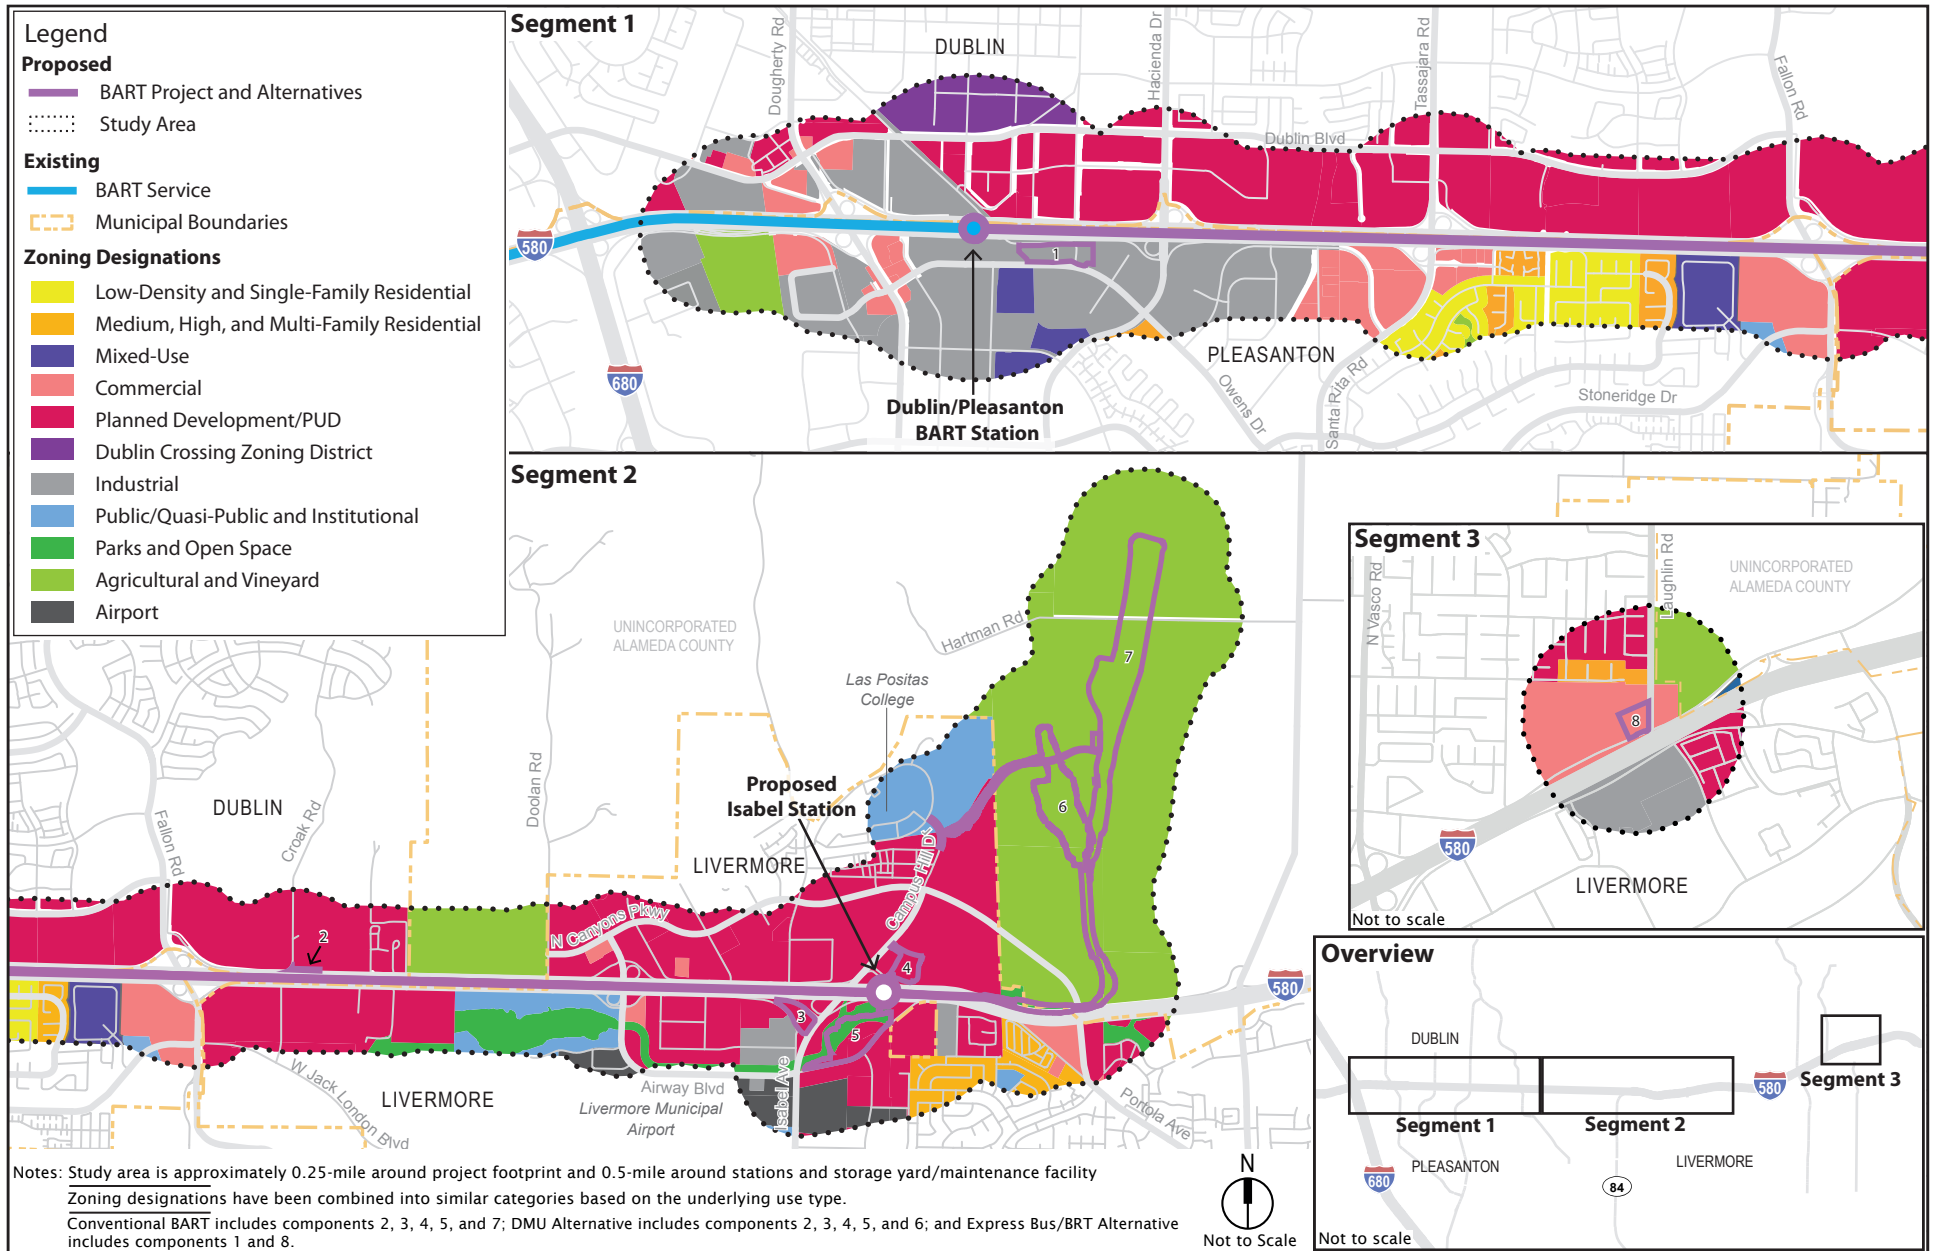 Legend
Proposed
BART Project and Alternatives
Study Area
Existing
BART Service
Municipal Boundaries
Zoning Designations
Low-Density and Single-Family Residential
Medium, High, and Multi-Family Residential
Mixed-Use
Commercial
Planned Development/PUD
Dublin Crossing Zoning District
Industrial
Public/Quasi-Public and Institutional
Parks and Open Space
Agricultural and Vineyard
Airport
Segment 1
DUBLIN
Dougherty Rd
Hacienda Dr
Tassajara Rd
Fallon Rd
Dublin Blvd
580
1
680
PLEASANTON
Owens Dr
Santa Rita Rd
Stoneridge Dr
Dublin/Pleasanton
BART Station
Segment 2
UNINCORPORATED
ALAMEDA COUNTY
Hartman Rd
7
Las Positas
College
Doolan Rd
Proposed
Isabel Station
6
DUBLIN
Fallon Rd
Croak Rd
LIVERMORE
Campus Hill Dr
N Canyons Pkwy
2
4
580
3
5
W Jack London Blvd
LIVERMORE
Airway Blvd
Livermore Municipal
Airport
Isabel Ave
Portola Ave
Segment 3
N Vasco Rd
Laughlin Rd
UNINCORPORATED
ALAMEDA COUNTY
8
580
LIVERMORE
Not to scale
Overview
DUBLIN
580
Segment 3
Segment 1
Segment 2
PLEASANTON
LIVERMORE
680
84
Not to scale
Notes: Study area is approximately 0.25-mile around project footprint and 0.5-mile around stations and storage yard/maintenance facility
Zoning designations have been combined into similar categories based on the underlying use type.
Conventional BART includes components 2, 3, 4, 5, and 7; DMU Alternative includes components 2, 3, 4, 5, and 6; and Express Bus/BRT Alternative
includes components 1 and 8.
N
Not to Scale